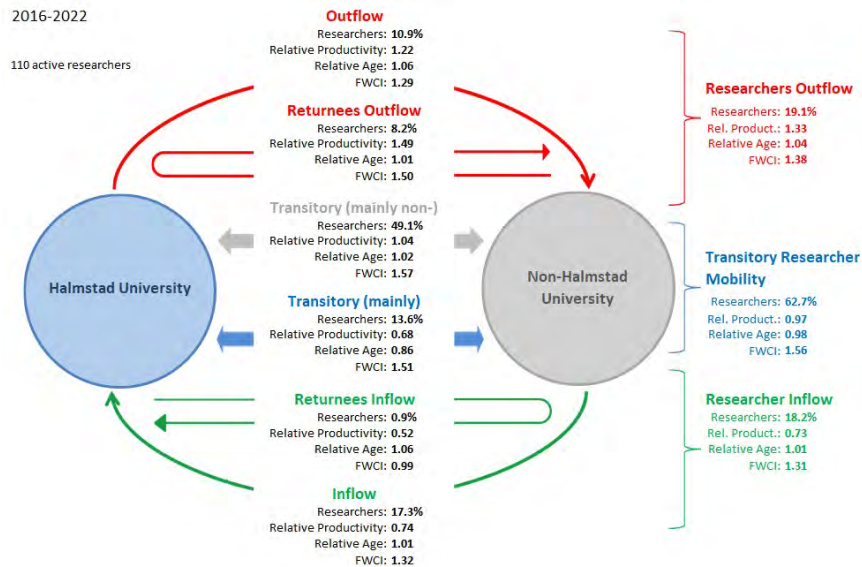 2016-2022
110 active researchers
Outflow
Researchers: 10.9%
Relative Productivity: 1.22
Relative Age: 1.06
FWCI: 1.29
Returnees Outflow
Researchers: 8.2%
Relative Productivity: 1.49
Relative Age: 1.01
FWCI: 1.50
Transitory (mainly non-)
Researchers: 49.1%
Relative Productivity: 1.04
Relative Age: 1.02
FWCI: 1.57
Transitory (mainly)
Researchers: 13.6%
Relative Productivity: 0.68
Relative Age: 0.86
FWCI: 1.51
Returnees Inflow
Researchers: 0.9%
Relative Productivity: 0.52
Relative Age: 1.06
FWCI: 0.99
Inflow
Researchers: 17.3%
Relative Productivity: 0.74
Relative Age: 1.01
FWCI: 1.32
Halmstad University
Non-Halmstad
University
Researchers Outflow
Researchers: 19.1%
Rel. Product.: 1.33
Relative Age: 1.04
FWCI: 1.38
Transitory Researcher
Mobility
Researchers: 62.7%
Rel. Product.: 0.97
Relative Age: 0.98
FWCI: 1.56
Researcher Inflow
Researchers: 18.2%
Rel. Product.: 0.73
Relative Age: 1.01
FWCI: 1.31